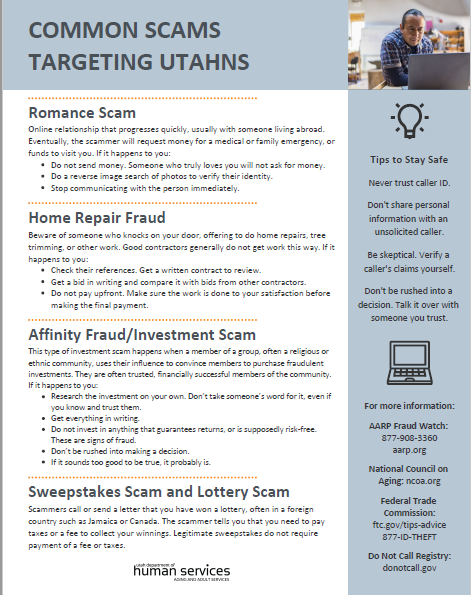 COMMON SCAMS
TARGETING UTAHNS
Romance Scam
Online relationship that progresses quickly, usually with someone living abroad.
Eventually, the scammer will request money for a medical or family emergency, or
funds to visit you. If it happens to you:
• Do not send money. Someone who truly loves you will not ask for money.
• Do a reverse image search of photos to verify their identity.
• Stop communicating with the person immediately.
Home Repair Fraud
Beware of someone who knocks on your door, offering to do home repairs, tree
trimming, or other work. Good contractors generally do not get work this way. If it
happens to you:
• Check their references. Get a written contract to review.
• Get a bid in writing and compare it with bids from other contractors.
• Do not pay upfront. Make sure the work is done to your satisfaction before
making the final payment.
Affinity Fraud/Investment Scam
This type of investment scam happens when a member of a group, often a religious or
ethnic community, uses their influence to convince members to purchase fraudulent
investments. They are often trusted, financially successful members of the community.
If it happens to you:
• Research the investment on your own. Don't take someone's word for it, even if
you know and trust them.
• Get everything in writing.
• Do not invest in anything that guarantees returns, or is supposedly risk-free.
These are signs of fraud.
• Don't be rushed into making a decision.
• If it sounds too good to be true, it probably is.
Sweepstakes Scam and Lottery Scam
Scammers call or send a letter that you have won a lottery, often in a foreign
country such as Jamaica or Canada. The scammer tells you that you need to pay
taxes or a fee to collect your winnings. Legitimate sweepstakes do not require
payment of a fee or taxes.
utah department of
human services
AGING AND ADULT SERVICES
Tips to Stay Safe
Never trust caller ID.
Don't share personal
information with an
unsolicited caller.
Be skeptical. Verify a
caller's claims yourself.
Don't be rushed into a
decision. Talk it over with
someone you trust.
For more information:
AARP Fraud Watch:
877-908-3360
aarp.org
National Council on
Aging: ncoa.org
Federal Trade
Commission:
ftc.gov/tips-advice
877-ID-THEFT
Do Not Call Registry:
donotcall.gov